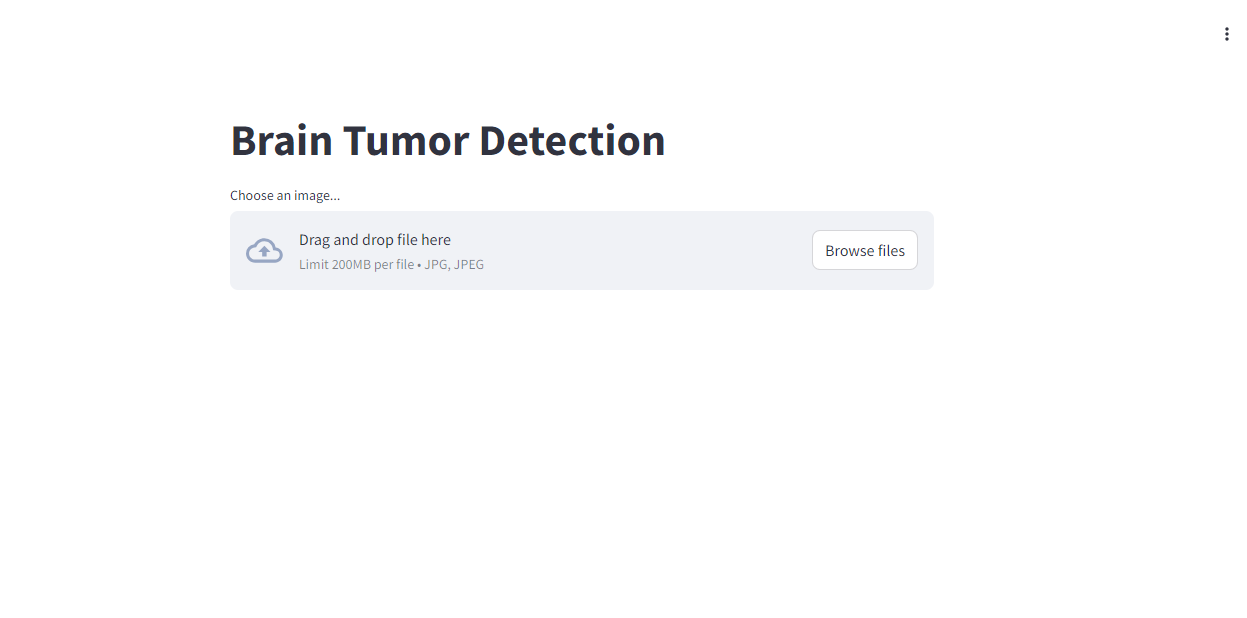 Brain Tumor Detection
Choose an image...
Drag and drop file here
Limit 200MB per file • JPG, JPEG
Browse files